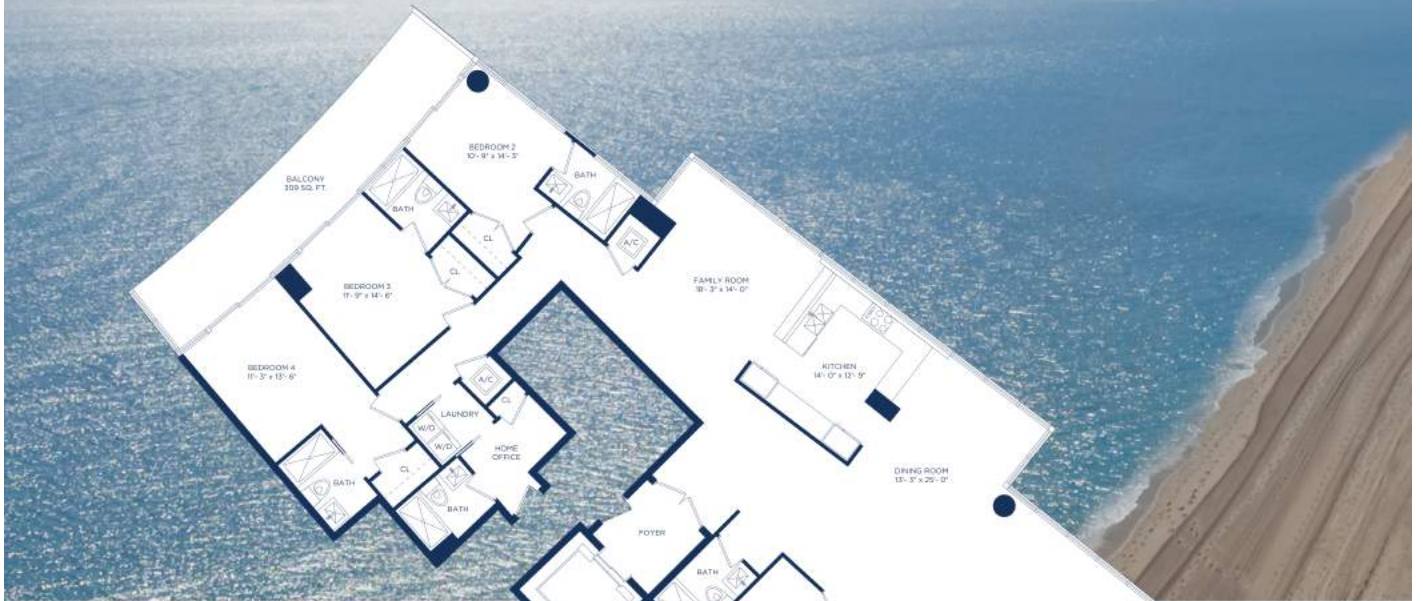 BEDROOM 2
10'- 9" x 14'- 3"
BALCONY
309 SQ. FT.
BATH
BATH
CL
A/C
CL
BEDROOM 3
11'- 9" x 14'- 6"
FAMILY ROOM
18'- 3" x 14'- 0"
BEDROOM 4
11'- 3" x 13'- 6"
KITCHEN
14'- 0" x 12'- 9"
A/C
CL
LAUNDRY
W/D
W/D
HOME
OFFICE
CL
BATH
DINING ROOM
13'- 3" x 25'- 0"
BATH
FOYER
BATH